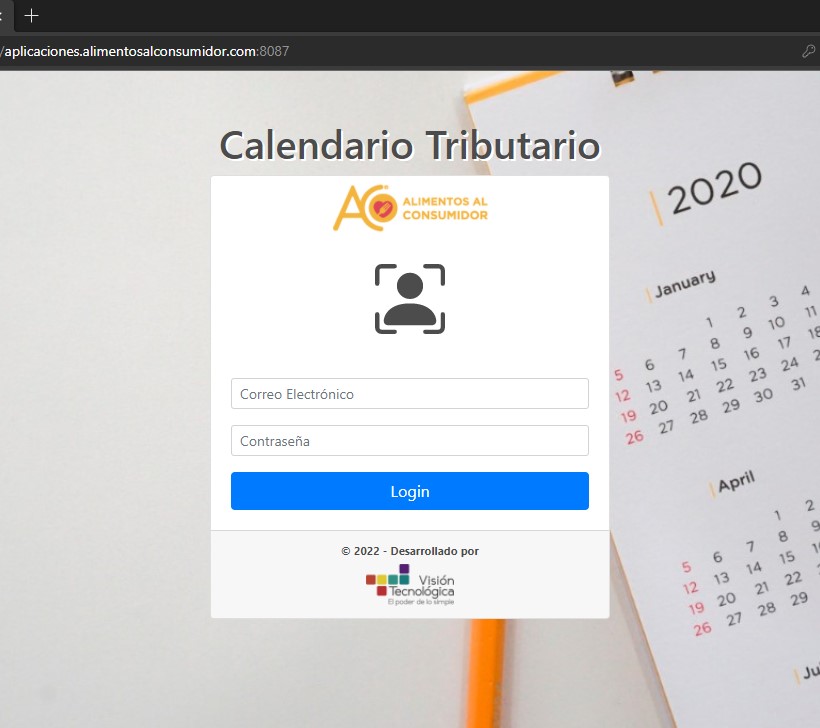 /aplicaciones.alimentosalconsumidor.com:8087
Calendario Tributario
ACo ALIMENTOS AL
CONSUMIDOR
Correo Electrónico
Contraseña
Login
© 2022 - Desarrollado por
Visión
Tecnológica
El poder de lo simple
2020
January
1 2 3 4
5 6 7 8 9 10 11
12 13 14 15 16 17 18
19 20 21 22 23 24
26 27 28 29 30 31
April
1 2
5 6 7 8 9
12 13 14 15 16
19 20 21 22
26 27 28 29
Ju